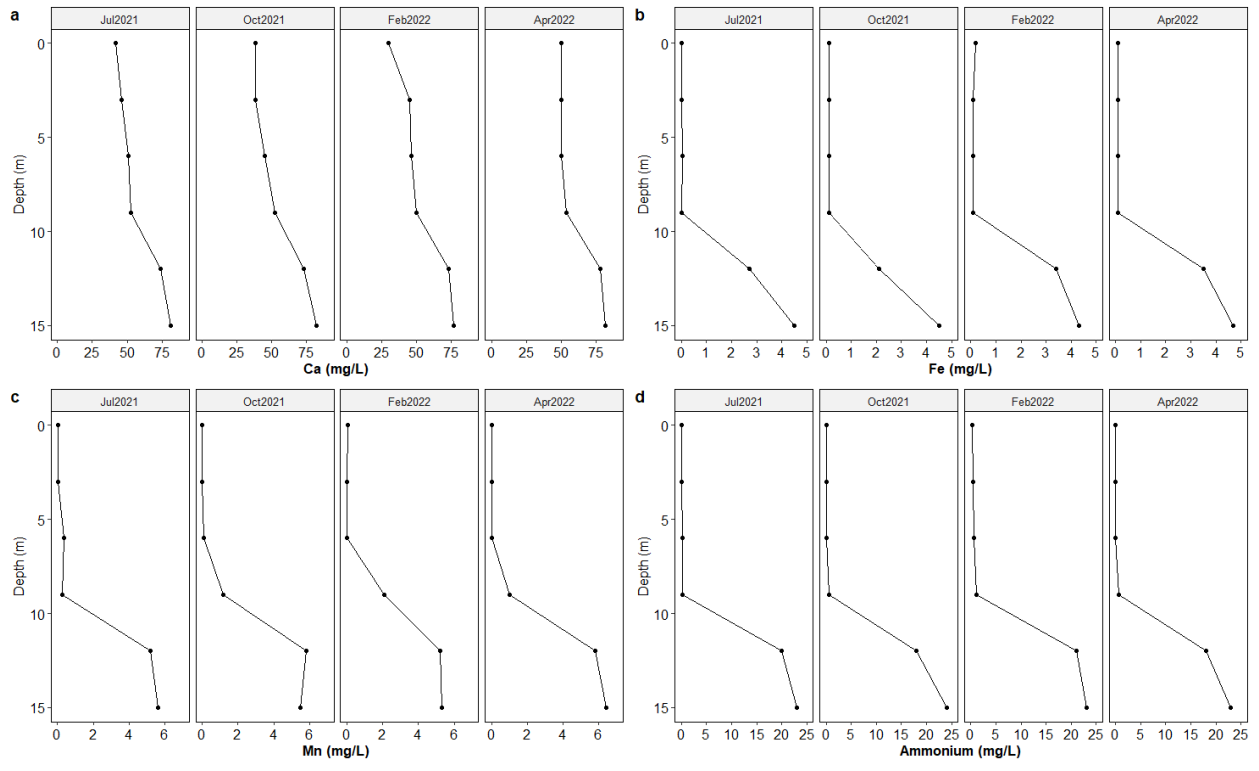 a
Jul2021 Oct2021 Feb2022 Apr2022
0
5
10
15
Depth (m)
0 25 50 75 0 25 50 75 0 25 50 75 0 25 50 75
Ca (mg/L)
b
Jul2021 Oct2021 Feb2022 Apr2022
0
5
10
15
Depth (m)
0 1 2 3 4 5 0 1 2 3 4 5 0 1 2 3 4 5 0 1 2 3 4 5
Fe (mg/L)
c
Jul2021 Oct2021 Feb2022 Apr2022
0
5
10
15
Depth (m)
0 2 4 6 0 2 4 6 0 2 4 6 0 2 4 6
Mn (mg/L)
d
Jul2021 Oct2021 Feb2022 Apr2022
0
5
10
15
Depth (m)
0 5 10 15 20 25 0 5 10 15 20 25 0 5 10 15 20 25 0 5 10 15 20 25
Ammonium (mg/L)